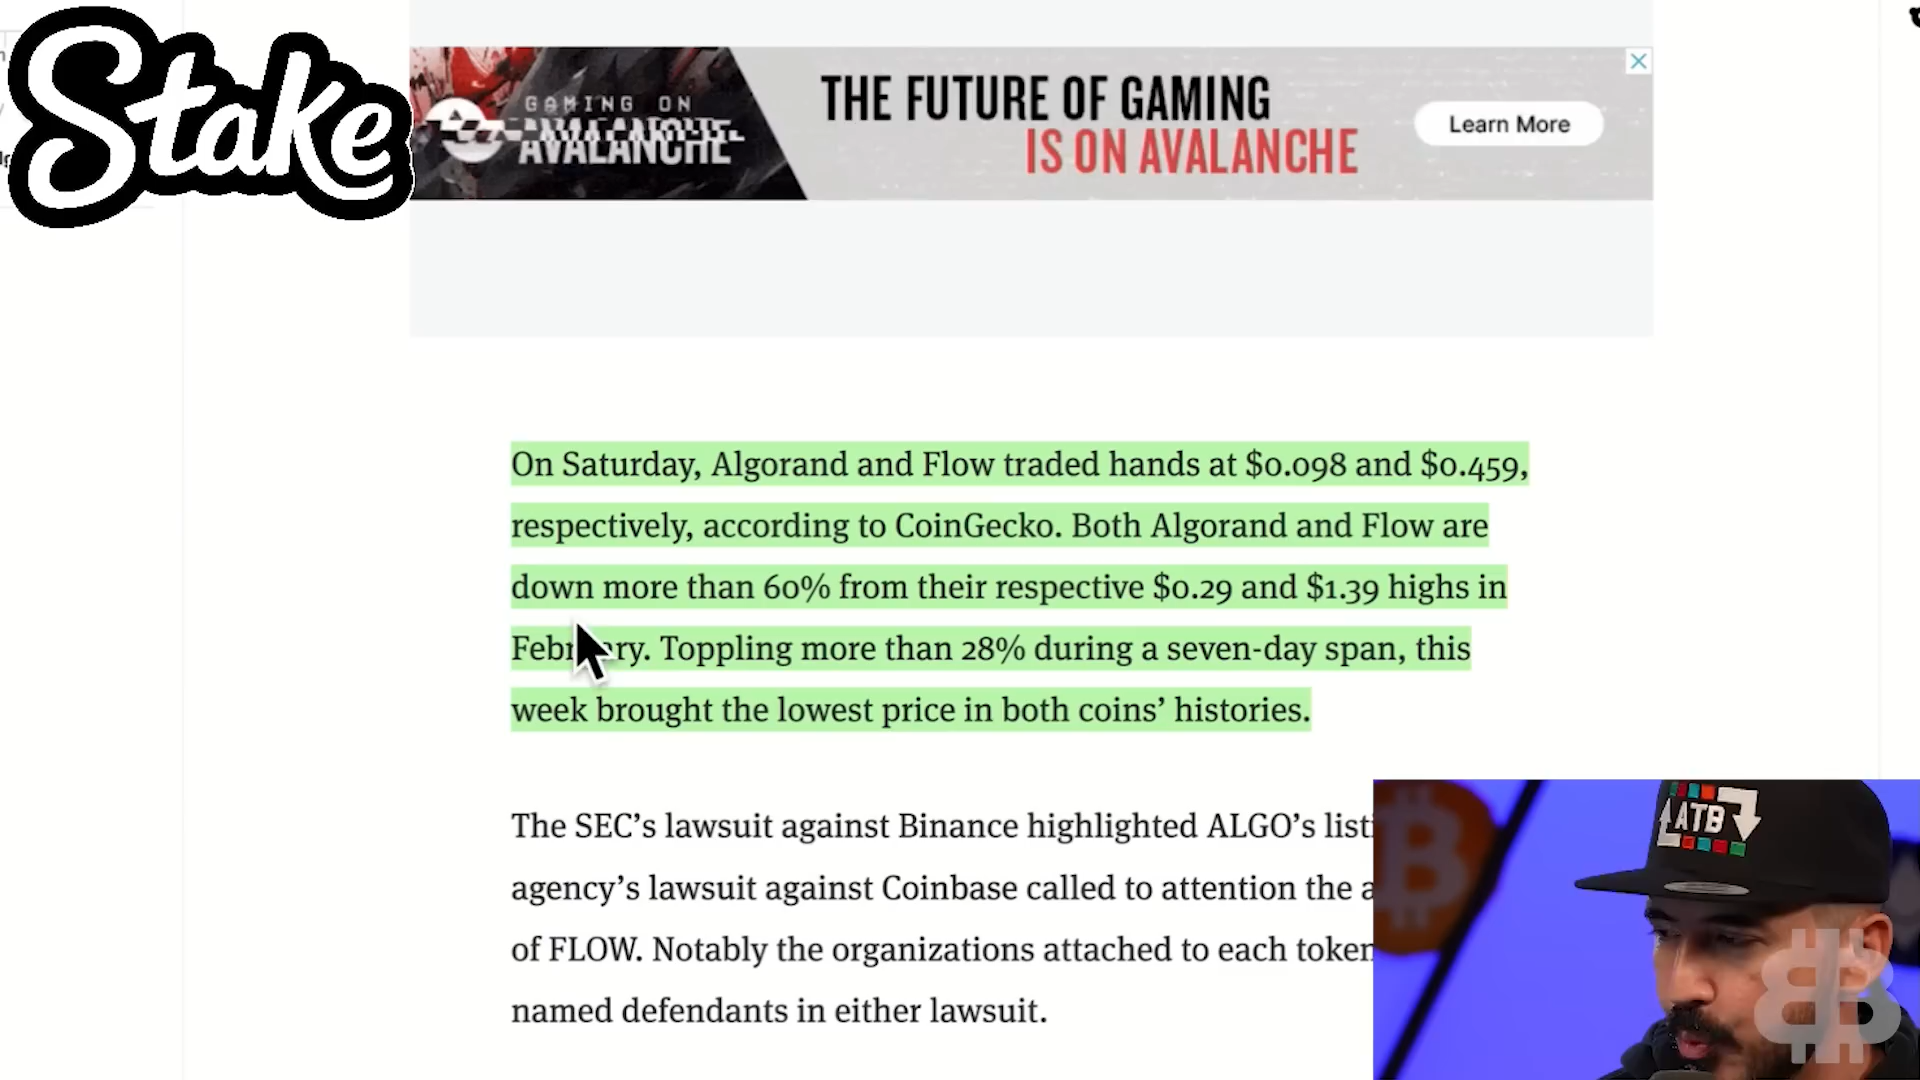 Stake
GAMING ON
AVALANCHE
THE FUTURE OF GAMING
IS ON AVALANCHE
Learn More
On Saturday, Algorand and Flow traded hands at $0.098 and $0.459,
respectively, according to CoinGecko. Both Algorand and Flow are
down more than 60% from their respective $0.29 and $1.39 highs in
February. Toppling more than 28% during a seven-day span, this
week brought the lowest price in both coins’ histories.
The SEC’s lawsuit against Binance highlighted ALGO’s listi
agency’s lawsuit against Coinbase called to attention the a
of FLOW. Notably the organizations attached to each token
named defendants in either lawsuit.
ATB